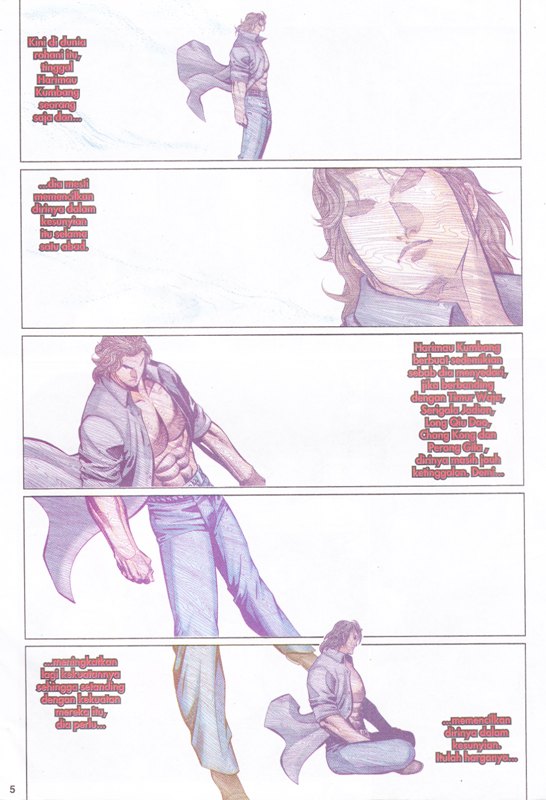 Kini di dunia
rohani itu,
tinggal
Harimau
Kumbang
seorang
saja dan...
...dia mesti
memencilkan
dirinya dalam
kesunyian
itu selama
satu abad.
Harimau Kumbang
berbuat sedemikian
sebab dia menyedari,
jika berbanding
dengan Timur Wajar,
Serigala Jadian,
Long Qiu Dao,
Chang Kong dan
Perang Gila,
dirinya masih jauh
ketinggalan. Demi...
...meningkatkan
lagi kekuatannya
sehingga setanding
dengan kekuatan
mereka itu,
dia perlu...
...memencilkan
dirinya dalam
kesunyian.
Itulah harganya...
5